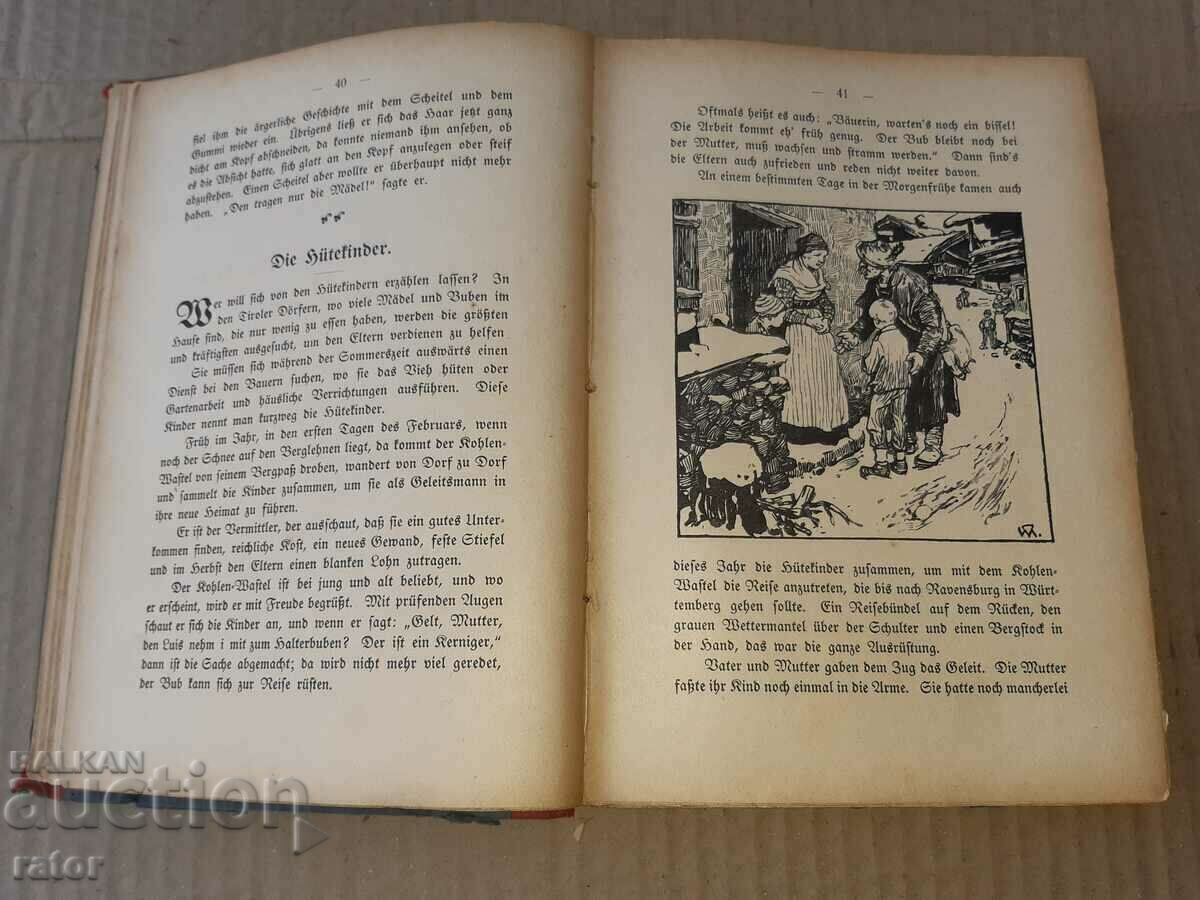 — 40 —
fiel ihm die ärgerliche Geschichte mit dem Scheitel und dem
Gummi wieder ein. Übrigens ließ er sich das Haar jetzt ganz
dicht am Kopf abschneiden, da konnte niemand ihm ansehen, ob
es die Absicht hatte, sich glatt an den Kopf anzulegen oder steif
abzustehen. Einen Scheitel aber wollte er überhaupt nicht mehr
haben. „Den tragen nur die Mädel!“ sagte er.
Die Hütekinder.
Wer will sich von den Hütekindern erzählen lassen? In
den Tiroler Dörfern, wo viele Mädel und Buben im
Hause sind, die nur wenig zu essen haben, werden die größten
und kräftigsten ausgesucht, um den Eltern verdienen zu helfen
Sie müssen sich während der Sommerszeit auswärts einen
Dienst bei den Bauern suchen, wo sie das Vieh hüten oder
Gartenarbeit und häusliche Verrichtungen ausführen. Diese
Kinder nennt man kurzweg die Hütekinder.
Früh im Jahr, in den ersten Tagen des Februars, wenn
noch der Schnee auf den Berglehnen liegt, da kommt der Kohlen-
Wastel von seinem Bergpaß droben, wandert von Dorf zu Dorf
und sammelt die Kinder zusammen, um sie als Geleitsmann in
ihre neue Heimat zu führen.
Er ist der Vermittler, der ausschaut, daß sie ein gutes Unter-
kommen finden, reichliche Kost, ein neues Gewand, feste Stiefel
und im Herbst den Eltern einen blanken Lohn zutragen.
Der Kohlen-Wastel ist bei jung und alt beliebt, und wo
er erscheint, wird er mit Freude begrüßt. Mit prüfenden Augen
schaut er sich die Kinder an, und wenn er sagt: „Gelt, Mutter,
den Luis nehm i mit zum Halterbuben? Der ist ein Kerniger,“
dann ist die Sache abgemacht; da wird nicht mehr viel geredet,
der Bub kann sich zur Reise rüsten.
— 41 —
Oftmals heißt es auch: „Bäuerin, warten's noch ein bissel!
Die Arbeit kommt eh' früh genug. Der Bub bleibt noch bei
der Mutter, muß wachsen und stramm werden.“ Dann sind's
die Eltern auch zufrieden und reden nicht weiter davon.
An einem bestimmten Tage in der Morgenfrühe kamen auch
dieses Jahr die Hütekinder zusammen, um mit dem Kohlen-
Wastel die Reise anzutreten, die bis nach Ravensburg in Würt-
temberg gehen sollte. Ein Reisebündel auf dem Rücken, den
grauen Wettermantel über der Schulter und einen Bergstock in
der Hand, das war die ganze Ausrüstung.
Vater und Mutter gaben dem Zug das Geleit. Die Mutter
faßte ihr Kind noch einmal in die Arme. Sie hatte noch mancherlei
BALKAN
auction
rator